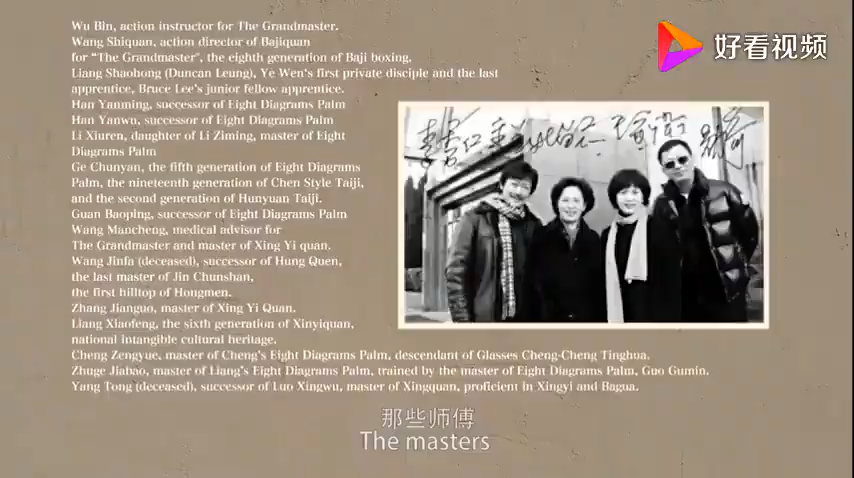 Wu Bin, action instructor for The Grandmaster.
Wang Shiquan, action director of Bajiquan
for "The Grandmaster", the eighth generation of Baji boxing.
Liang Shaohong (Duncan Leung), Ye Wen's first private disciple and the last
apprentice, Bruce Lee's junior fellow apprentice.
Han Yanming, successor of Eight Diagrams Palm
Han Yanwu, successor of Eight Diagrams Palm
Li Xiuren, daughter of Li Ziming, master of Eight
Diagrams Palm
Ge Chunyan, the fifth generation of Eight Diagrams
Palm, the nineteenth generation of Chen Style Taiji,
and the second generation of Hunyuan Taiji.
Guan Baoping, successor of Eight Diagrams Palm
Wang Mancheng, medical advisor for
The Grandmaster and master of Xing Yi quan.
Wang Jinfa (deceased), successor of Hung Quen,
the last master of Jin Chunshan,
the first hilltop of Hongmen.
Zhang Jianguo, master of Xing Yi Quan.
Liang Xiaofeng, the sixth generation of Xinyiquan,
national intangible cultural heritage.
Cheng Zengyue, master of Cheng's Eight Diagrams Palm, descendant of Glasses Cheng-Cheng Tinghua.
Zhuge Jiabao, master of Liang's Eight Diagrams Palm, trained by the master of Eight Diagrams Palm, Guo Gumin.
Yang Tong (deceased), successor of Luo Xingwu, master of Xingquan, proficient in Xingyi and Bagua.
好看视频
那些师傅
The masters